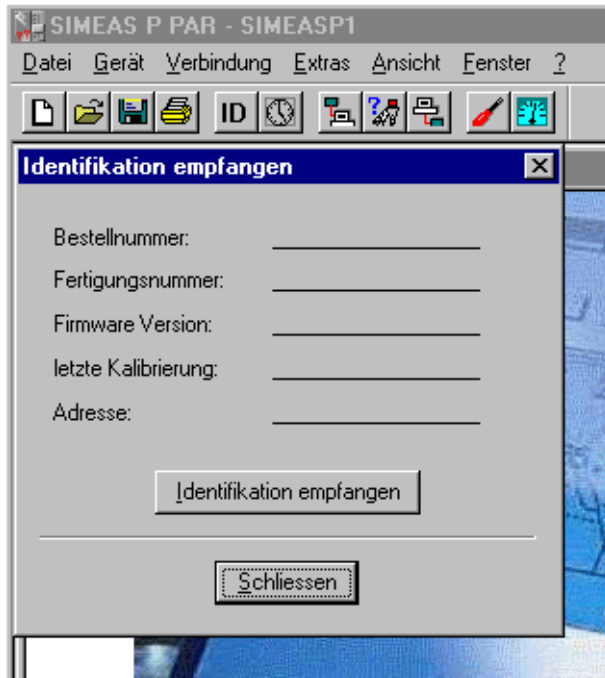 SIMEAS P PAR - SIMEASP1
Datei Gerät Verbindung Extras Ansicht Fenster ?
ID
Identifikation empfangen
Bestellnummer:
Fertigungsnummer:
Firmware Version:
letzte Kalibrierung:
Adresse:
Identifikation empfangen
Schliessen